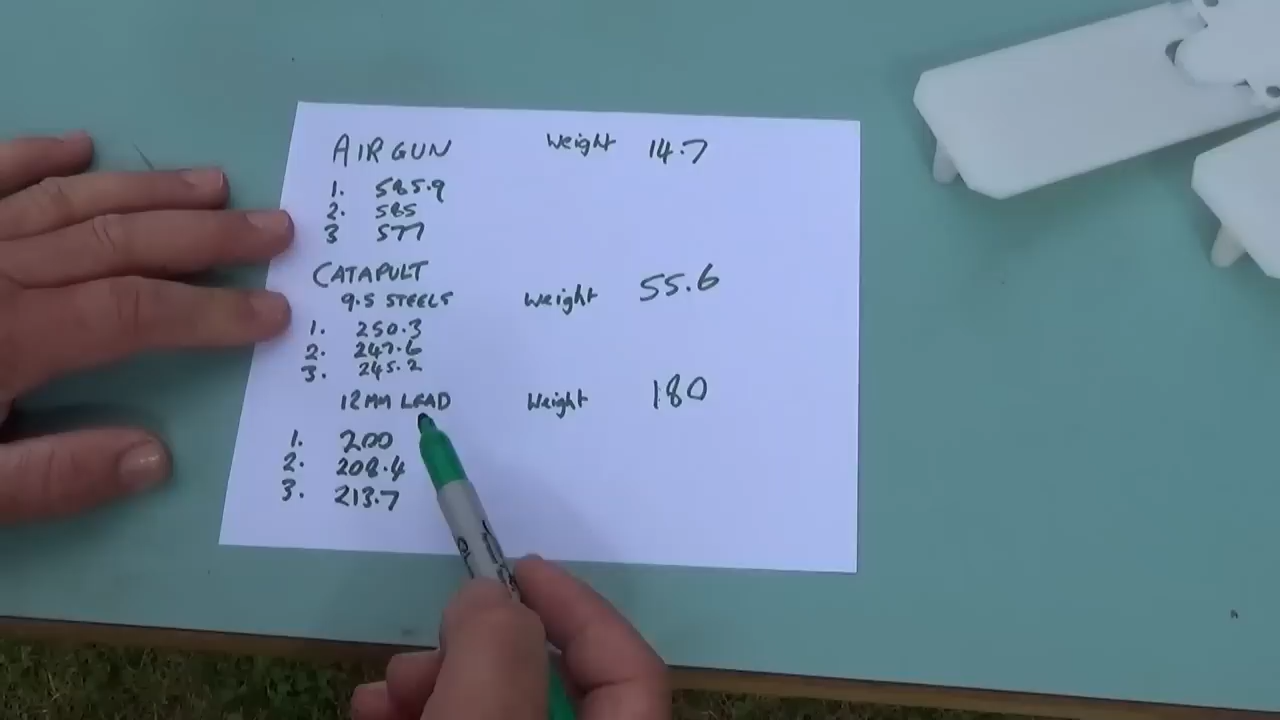 AIRGUN Weight 14.7
1. 585.9
2. 585
3 577
CATAPULT
9.5 STEELS Weight 55.6
1. 250.3
2. 247.6
3. 245.2
12MM LEAD Weight 180
1. 200
2. 208.4
3. 213.7